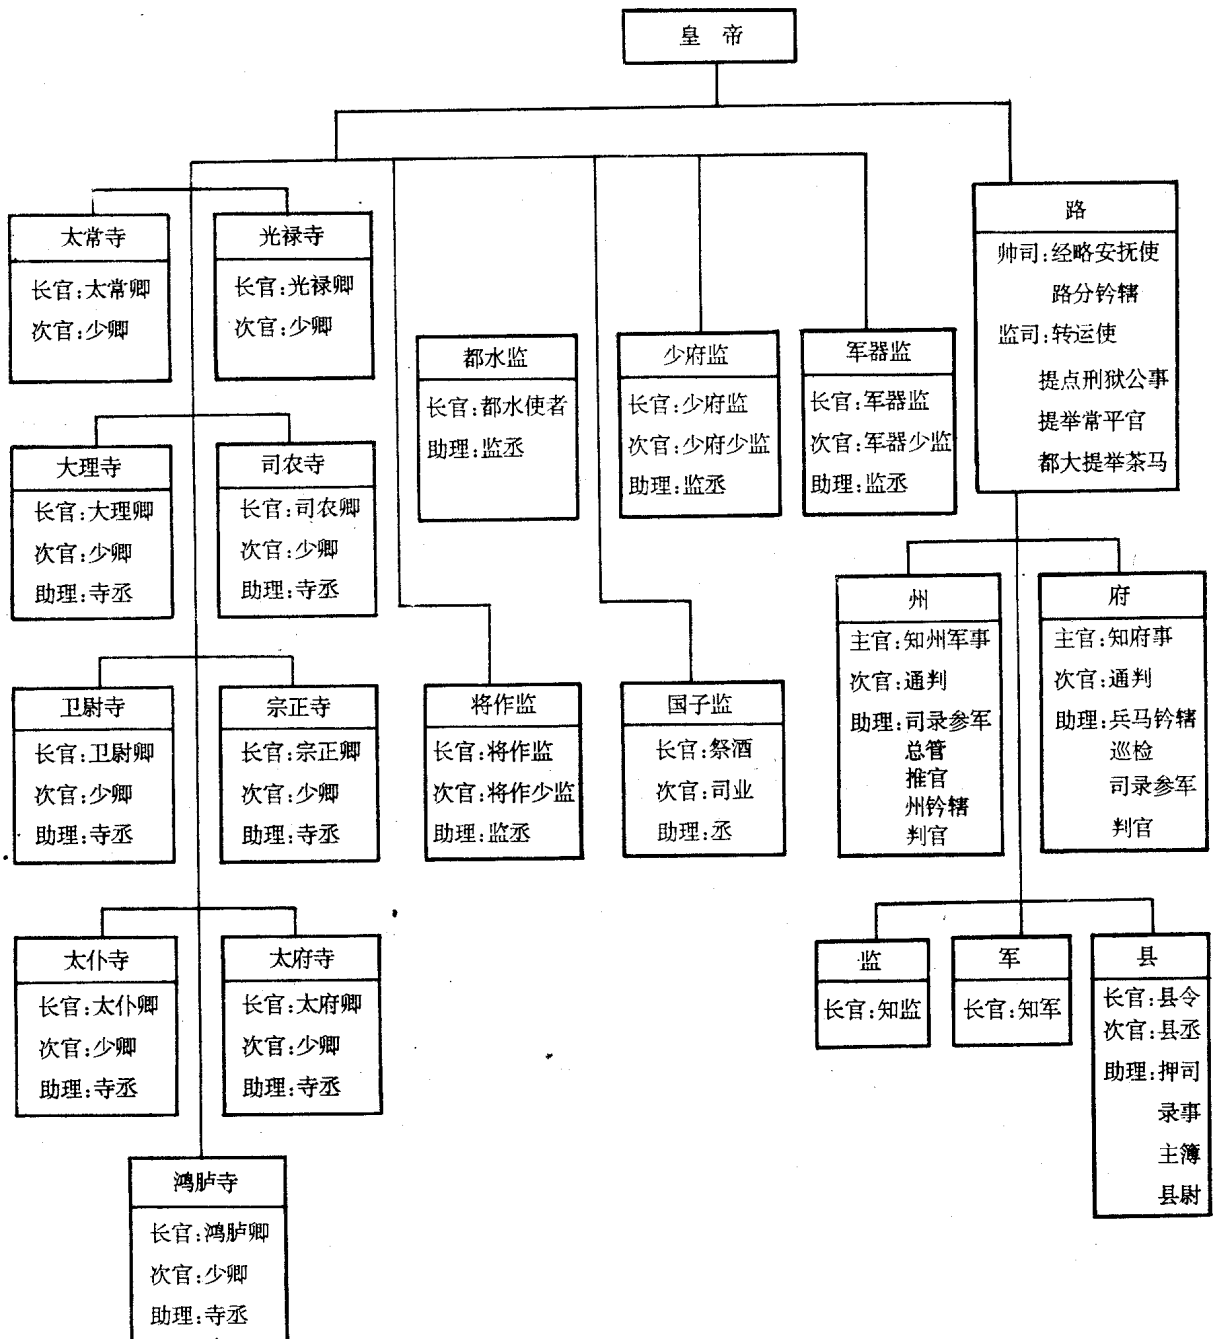 皇 帝
太常寺
长官:太常卿
次官:少卿
光禄寺
长官:光禄卿
次官:少卿
都水监
长官:都水使者
助理:监丞
少府监
长官:少府监
次官:少府少监
助理:监丞
军器监
长官:军器监
次官:军器少监
助理:监丞
路
帅司:经略安抚使
路分钤辖
监司:转运使
提点刑狱公事
提举常平官
都大提举茶马
大理寺
长官:大理卿
次官:少卿
助理:寺丞
司农寺
长官:司农卿
次官:少卿
助理:寺丞
州
主官:知州军事
次官:通判
助理:司录参军
总管
推官
州钤辖
判官
府
主官:知府事
次官:通判
助理:兵马钤辖
巡检
司录参军
判官
卫尉寺
长官:卫尉卿
次官:少卿
助理:寺丞
宗正寺
长官:宗正卿
次官:少卿
助理:寺丞
将作监
长官:将作监
次官:将作少监
助理:监丞
国子监
长官:祭酒
次官:司业
助理:丞
太仆寺
长官:太仆卿
次官:少卿
助理:寺丞
太府寺
长官:太府卿
次官:少卿
助理:寺丞
监
长官:知监
军
长官:知军
县
长官:县令
次官:县丞
助理:押司
录事
主簿
县尉
鸿胪寺
长官:鸿胪卿
次官:少卿
助理:寺丞